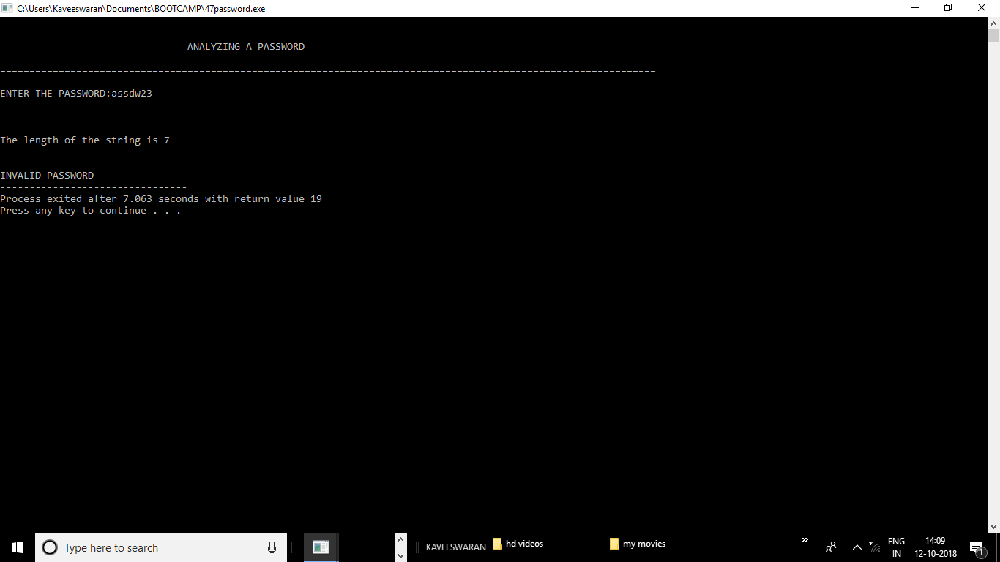 C:\Users\Kaveeswaran\Documents\BOOTCAMP\47password.exe
ANALYZING A PASSWORD
================================================================================================================
ENTER THE PASSWORD:assdw23
The length of the string is 7
INVALID PASSWORD
--------------------------------
Process exited after 7.063 seconds with return value 19
Press any key to continue . . .
Type here to search
KAVEESWARAN
hd videos
my movies
»
ENG
IN
14:09
12-10-2018
1